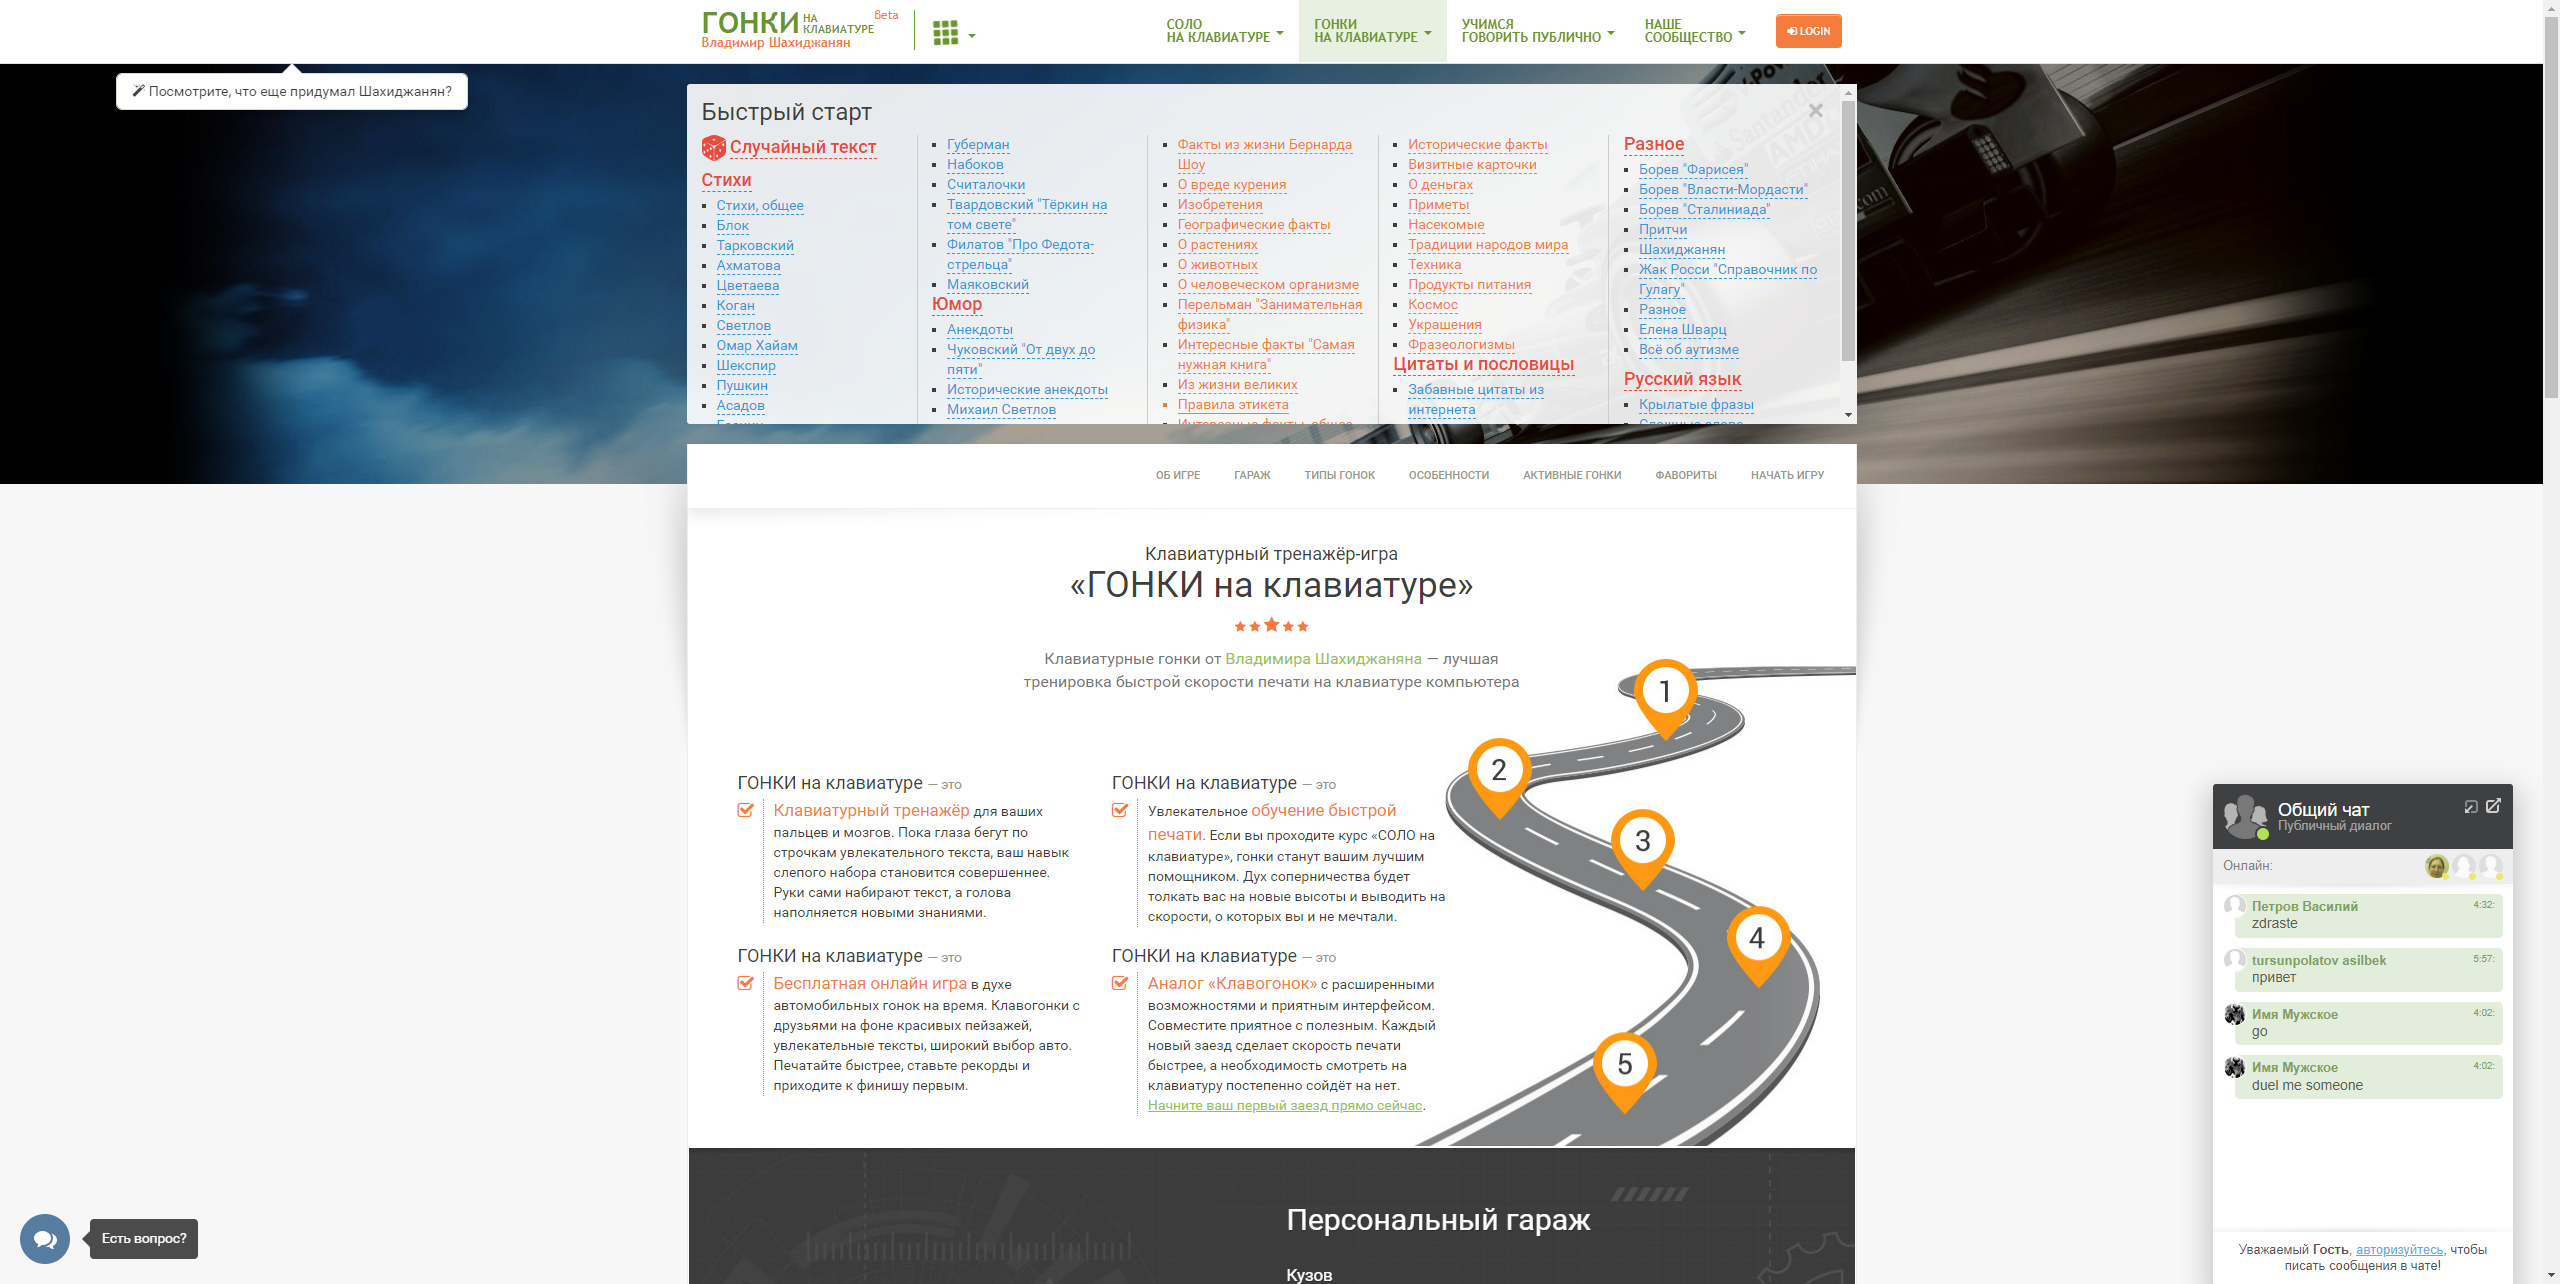 ГОНКИ НА КЛАВИАТУРЕ Beta
Владимир Шахиджанян
СОЛО
НА КЛАВИАТУРЕ
ГОНКИ
НА КЛАВИАТУРЕ
УЧИМСЯ
ГОВОРИТЬ ПУБЛИЧНО
НАШЕ
СООБЩЕСТВО
LOGIN
Посмотрите, что еще придумал Шахиджанян?
Быстрый старт
Случайный текст
Стихи
Стихи, общее
Блок
Тарковский
Ахматова
Цветаева
Коган
Светлов
Омар Хайам
Шекспир
Пушкин
Асадов
Губерман
Набоков
Считалочки
Твардовский "Тёркин на
том свете"
Филатов "Про Федота-
стрельца"
Маяковский
Юмор
Анекдоты
Чуковский "От двух до
пяти"
Исторические анекдоты
Михаил Светлов
Факты из жизни Бернарда
Шоу
О вреде курения
Изобретения
Географические факты
О растениях
О животных
О человеческом организме
Перельман "Занимательная
физика"
Интересные факты "Самая
нужная книга"
Из жизни великих
Правила этикета
Интересные факты, общее
Исторические факты
Визитные карточки
О деньгах
Приметы
Насекомые
Традиции народов мира
Техника
Продукты питания
Космос
Украшения
Фразеологизмы
Цитаты и пословицы
Забавные цитаты из
интернета
Разное
Борев "Фарисея"
Борев "Власти-Мордасти"
Борев "Сталиниада"
Притчи
Шахиджанян
Жак Росси "Справочник по
Гулагу"
Разное
Елена Шварц
Всё об аутизме
Русский язык
Крылатые фразы
Santander
AMD
ОБ ИГРЕ
ГАРАЖ
ТИПЫ ГОНОК
ОСОБЕННОСТИ
АКТИВНЫЕ ГОНКИ
ФАВОРИТЫ
НАЧАТЬ ИГРУ
Клавиатурный тренажёр-игра
«ГОНКИ на клавиатуре»
Клавиатурные гонки от Владимира Шахиджаняна — лучшая
тренировка быстрой скорости печати на клавиатуре компьютера
1
2
3
4
5
ГОНКИ на клавиатуре — это
Клавиатурный тренажёр для ваших
пальцев и мозгов. Пока глаза бегут по
строчкам увлекательного текста, ваш навык
слепого набора становится совершеннее.
Руки сами набирают текст, а голова
наполняется новыми знаниями.
ГОНКИ на клавиатуре — это
Увлекательное обучение быстрой
печати. Если вы проходите курс «СОЛО на
клавиатуре», гонки станут вашим лучшим
помощником. Дух соперничества будет
толкать вас на новые высоты и выводить на
скорости, о которых вы и не мечтали.
ГОНКИ на клавиатуре — это
Бесплатная онлайн игра в духе
автомобильных гонок на время. Клавогонки с
друзьями на фоне красивых пейзажей,
увлекательные тексты, широкий выбор авто.
Печатайте быстрее, ставьте рекорды и
приходите к финишу первым.
ГОНКИ на клавиатуре — это
Аналог «Клавогонок» с расширенными
возможностями и приятным интерфейсом.
Совместите приятное с полезным. Каждый
новый заезд сделает скорость печати
быстрее, а необходимость смотреть на
клавиатуру постепенно сойдёт на нет.
Начните ваш первый заезд прямо сейчас.
Персональный гараж
Кузов
Есть вопрос?
Общий чат
Публичный диалог
Онлайн:
Петров Василий 4:32:
zdraste
tursunpolatov asilbek 5:57:
привет
Имя Мужское 4:02:
go
Имя Мужское 4:02:
duel me someone
Уважаемый Гость, авторизуйтесь, чтобы
писать сообщения в чате!